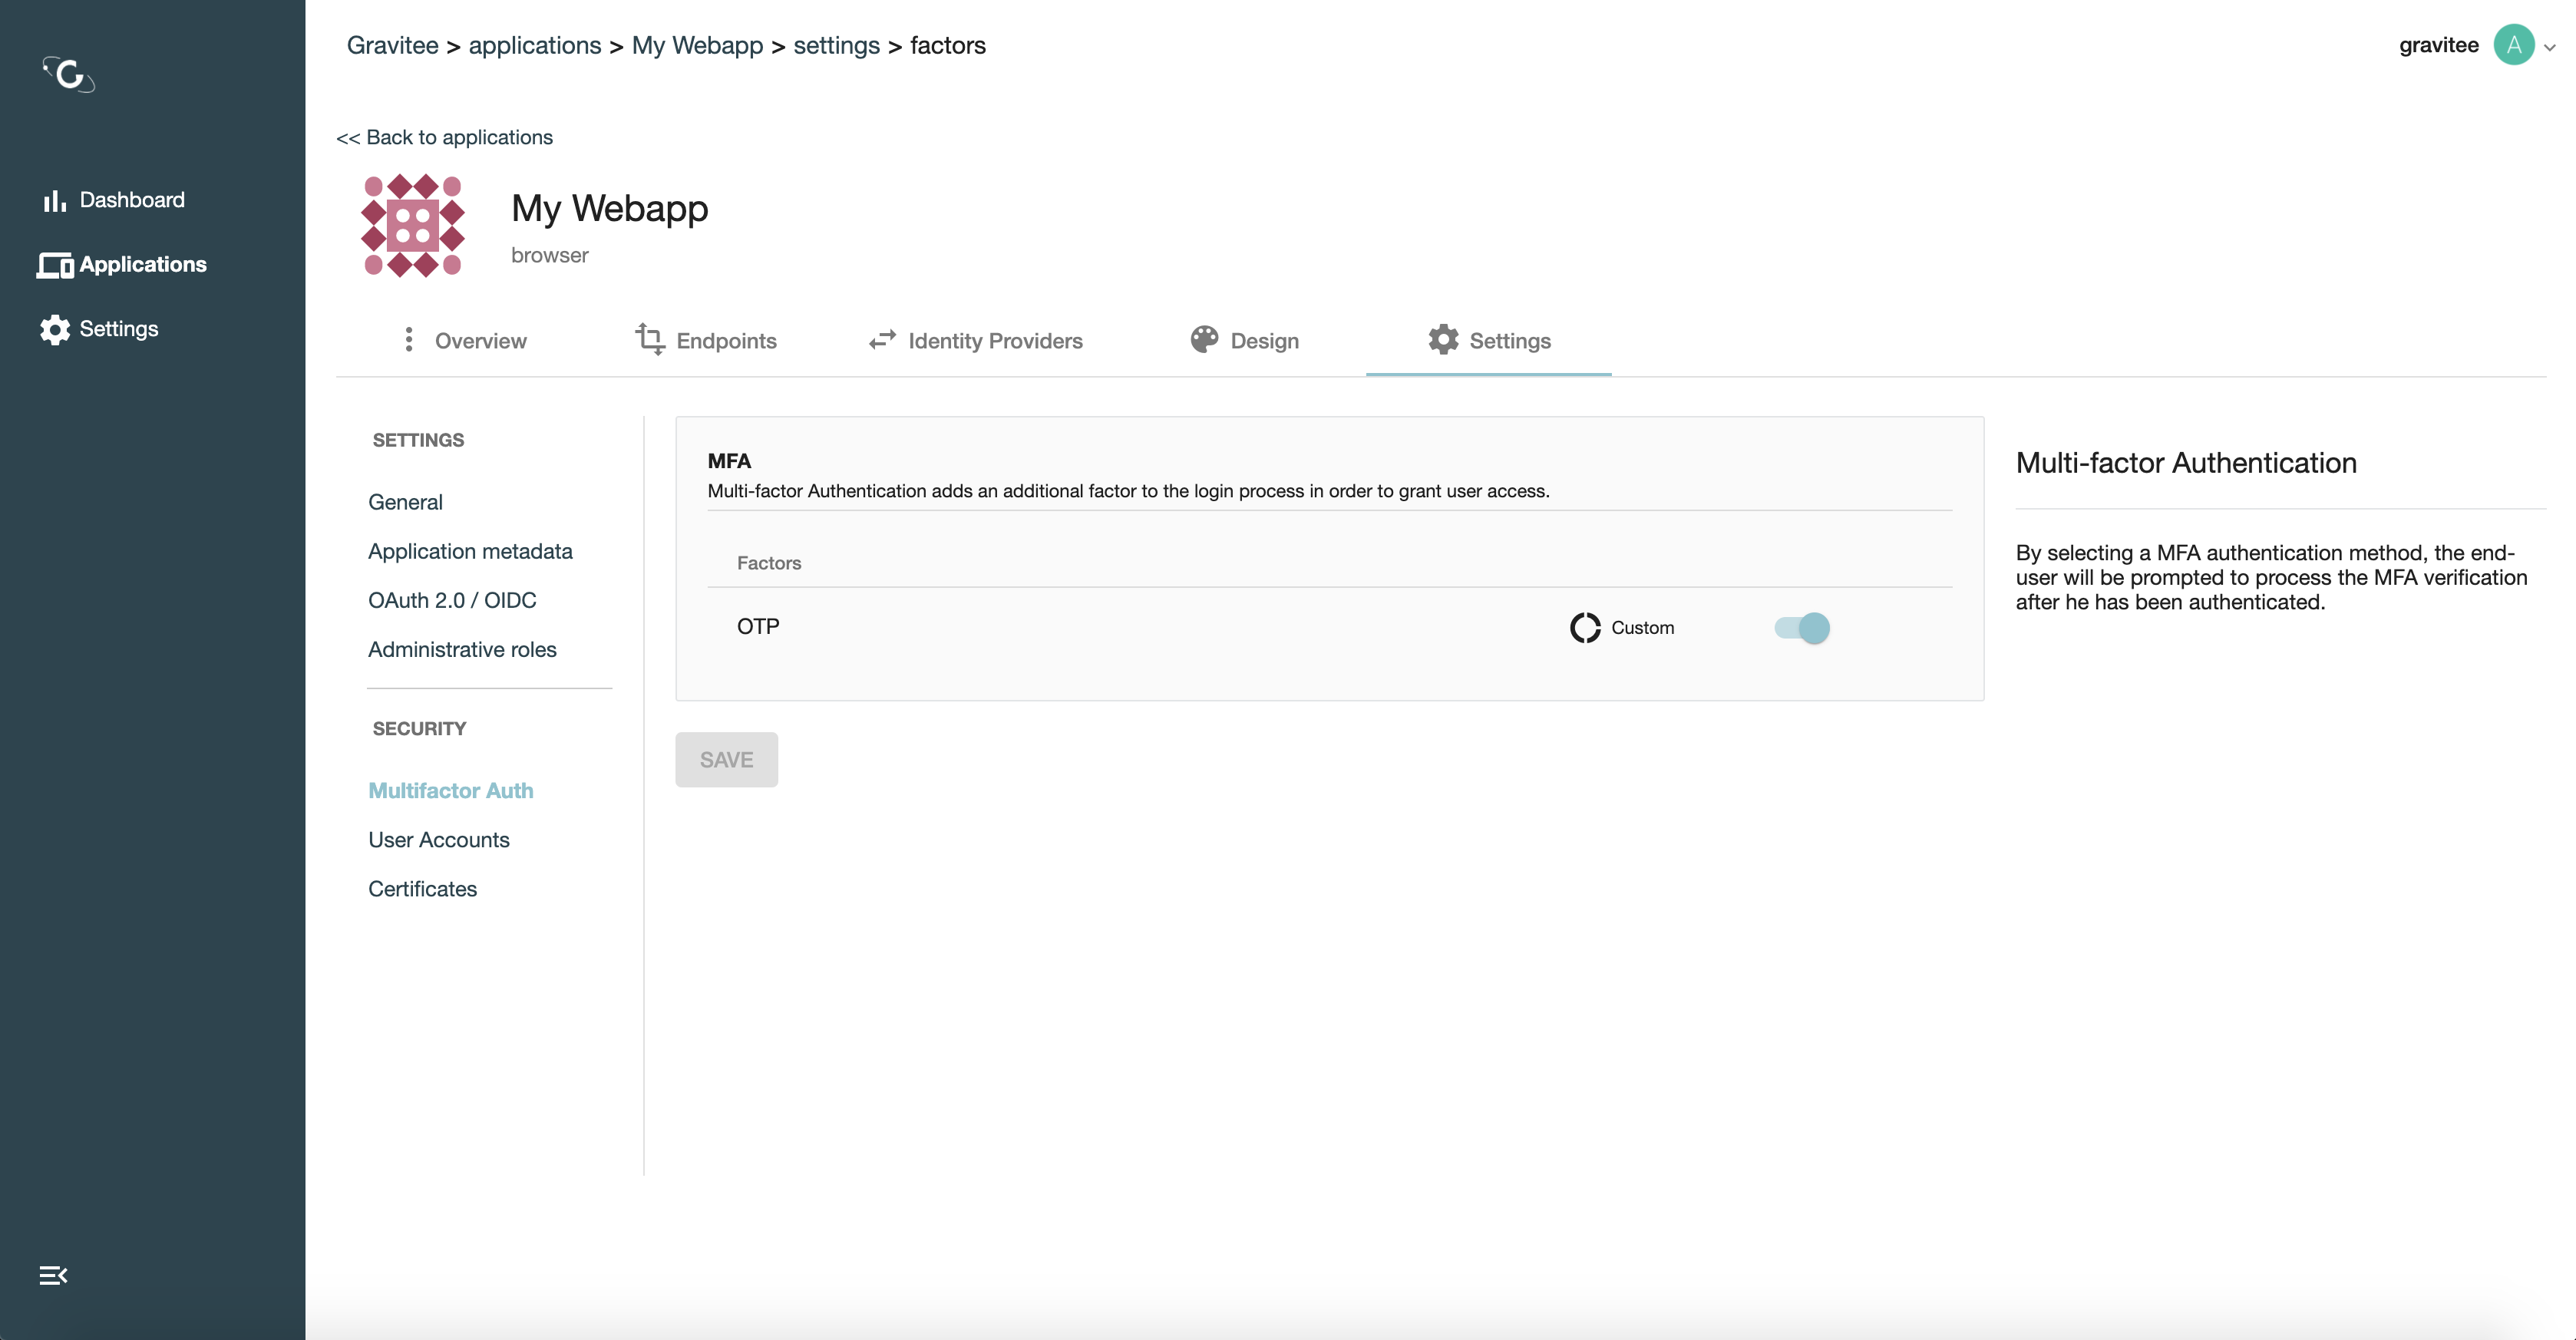 Gravitee > applications > My Webapp > settings > factors
gravitee
A
<< Back to applications
My Webapp
browser
Dashboard
Applications
Settings
Overview
Endpoints
Identity Providers
Design
Settings
SETTINGS
General
Application metadata
OAuth 2.0 / OIDC
Administrative roles
SECURITY
Multifactor Auth
User Accounts
Certificates
MFA
Multi-factor Authentication adds an additional factor to the login process in order to grant user access.
Factors
OTP
Custom
SAVE
Multi-factor Authentication
By selecting a MFA authentication method, the end-
user will be prompted to process the MFA verification
after he has been authenticated.